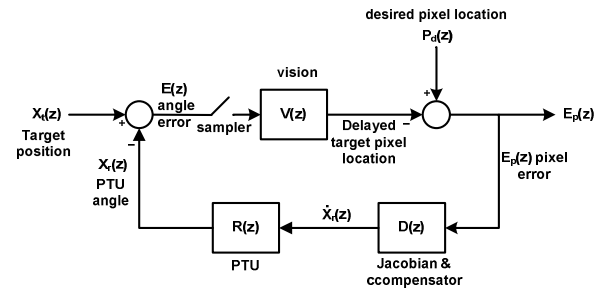 desired pixel location
Pd(z)
vision
E(z)
angle
error
Xt(z)
+
sampler
V(z)
+
−
Ep(z)
Target
position
−
Delayed
target pixel
location
Xr(z)
PTU
angle
Ep(z) pixel
error
R(z)
Ẋr(z)
D(z)
PTU
Jacobian &
ccompensator